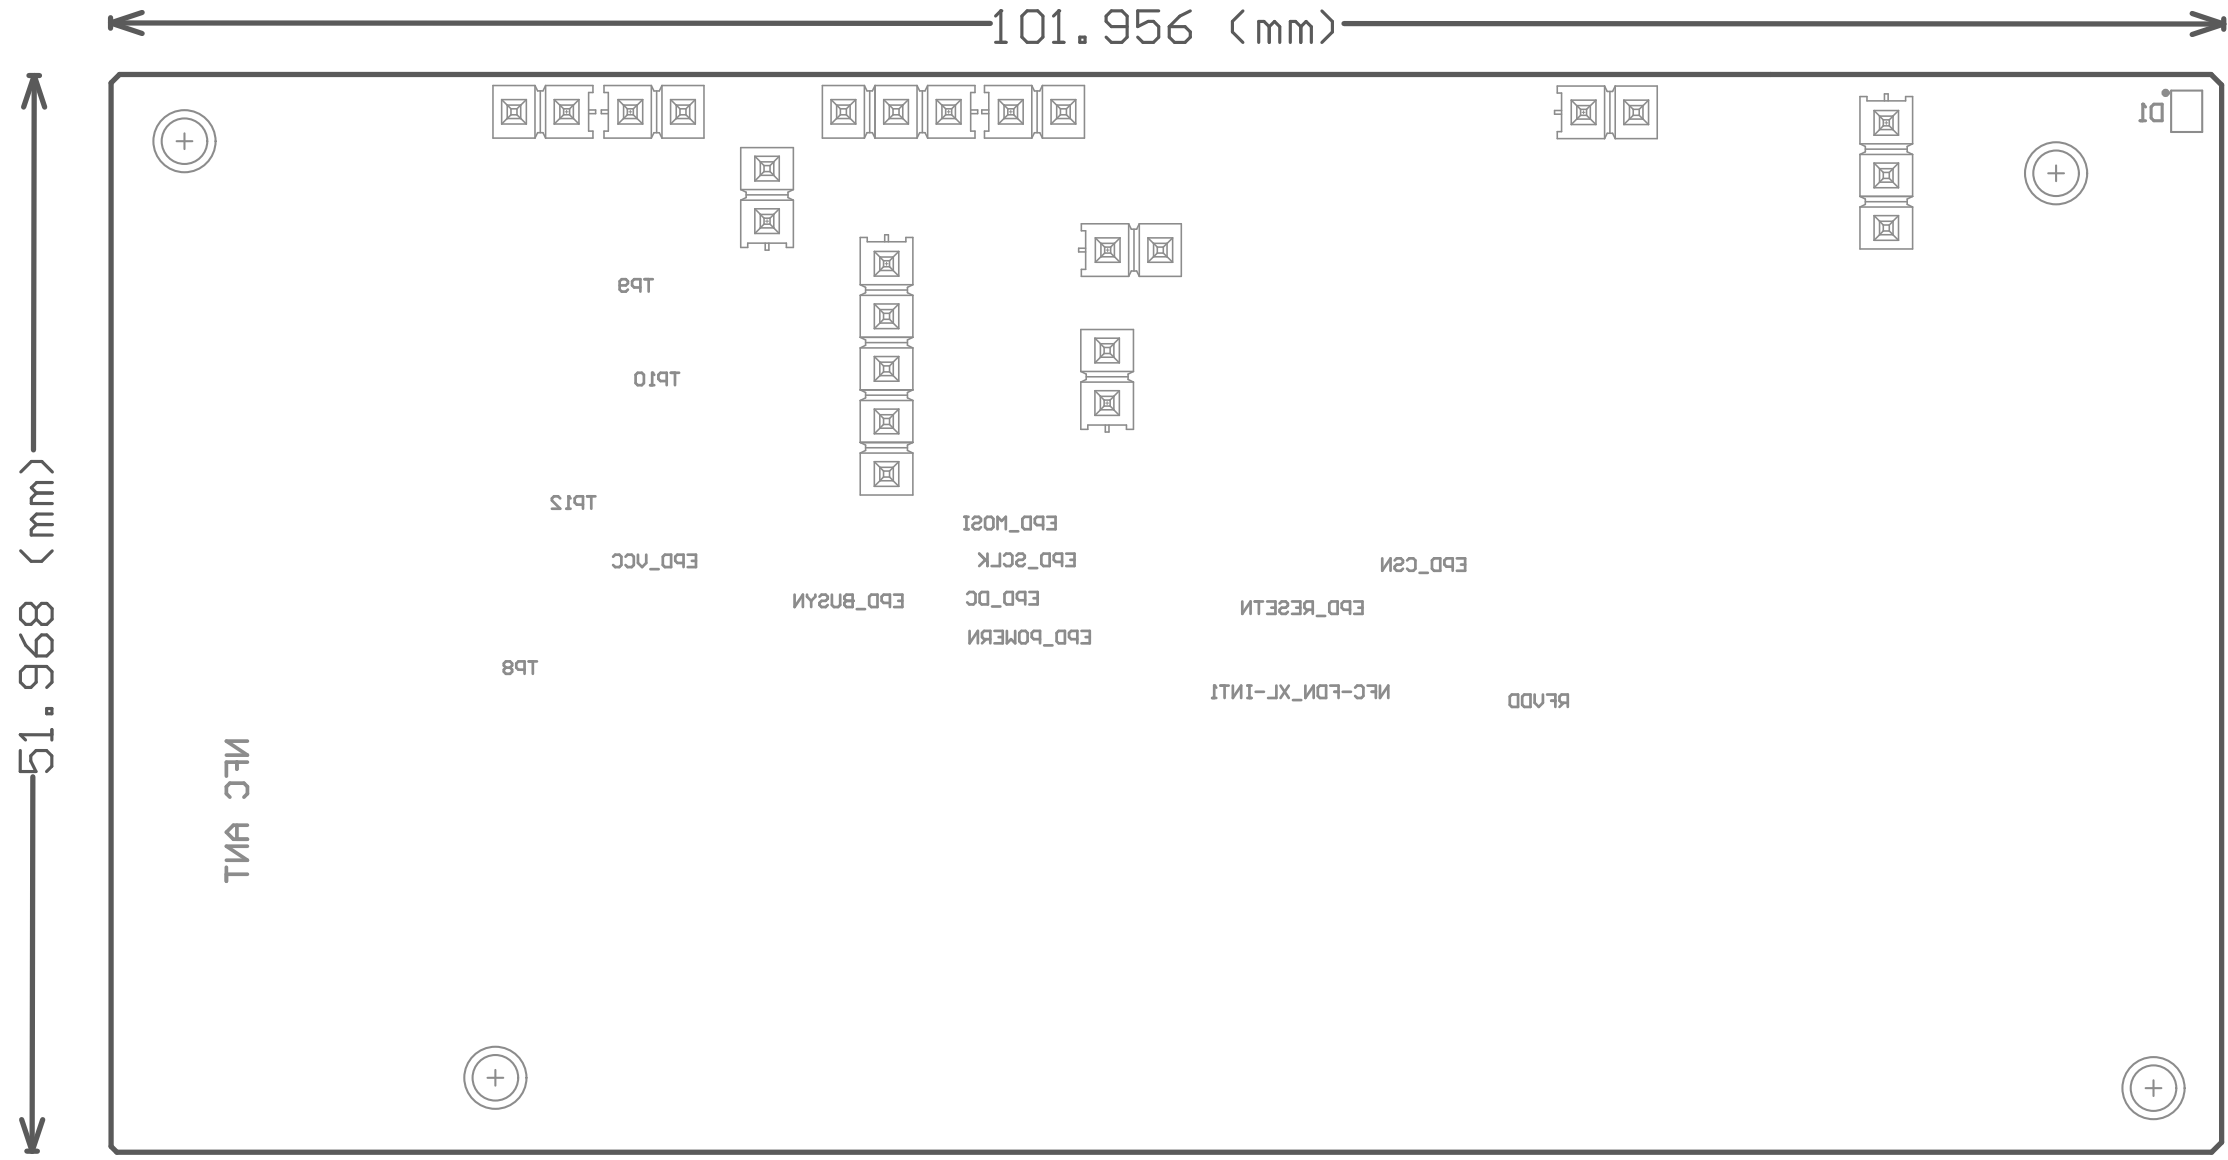 101.956 (mm)
51.968 (mm)
D1
TP9
TP10
TP12
EPD_MOSI
EPD_VCC
EPD_SCLK
EPD_CSN
EPD_BUSYN
EPD_DC
EPD_RESETN
EPD_POWERN
TP8
NFC-FDN_XL-INT1
RFVDD
NFC ANT